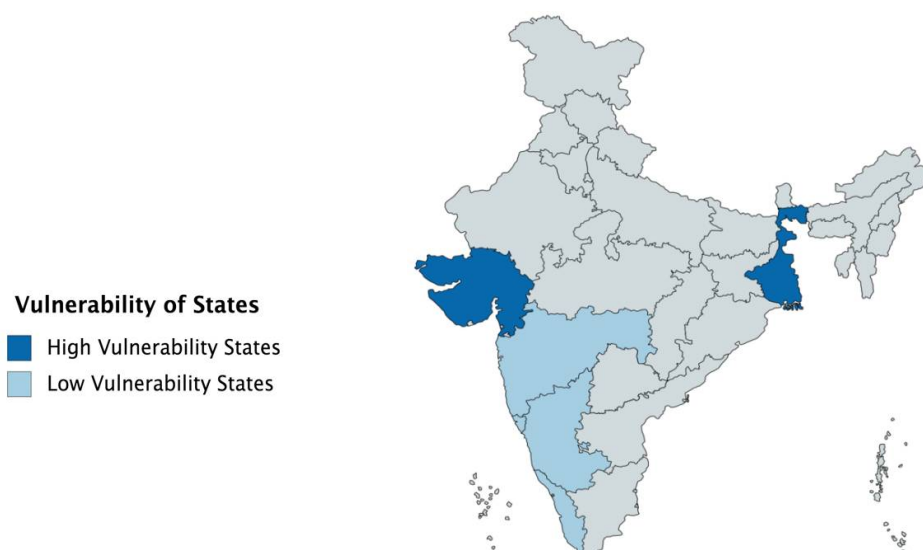 Vulnerability of States
High Vulnerability States
Low Vulnerability States